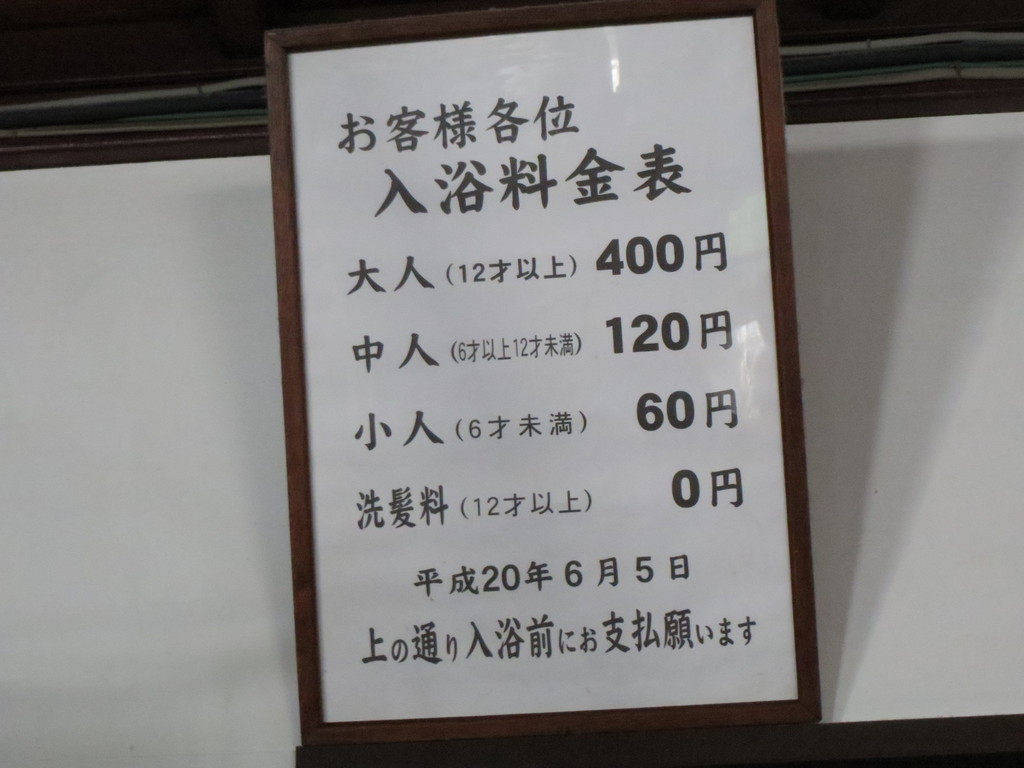 お客様各位
入浴料金表
大人(12才以上) 400円
中人(6才以上12才未満) 120円
小人(6才未満) 60円
洗髪料(12才以上) 0円
平成20年6月5日
上の通り入浴前にお支払願います